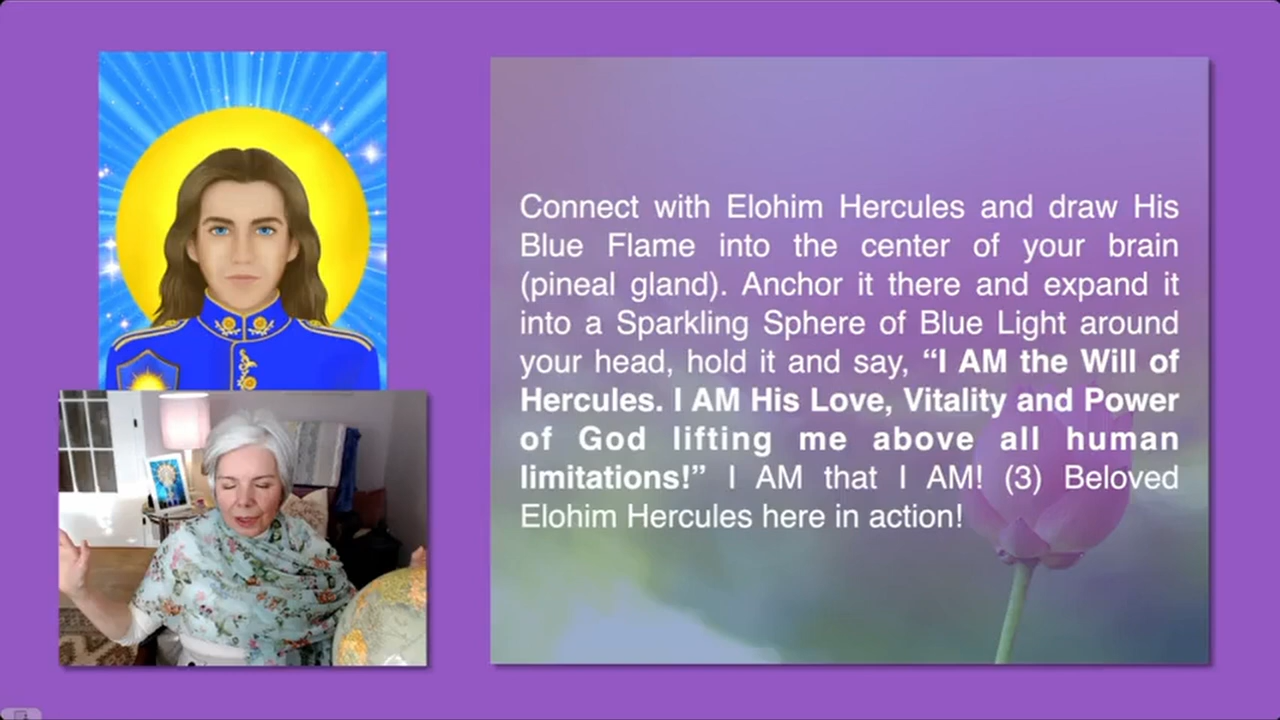 Connect with Elohim Hercules and draw His
Blue Flame into the center of your brain
(pineal gland). Anchor it there and expand it
into a Sparkling Sphere of Blue Light around
your head, hold it and say, “I AM the Will of
Hercules. I AM His Love, Vitality and Power
of God lifting me above all human
limitations!” I AM that I AM! (3) Beloved
Elohim Hercules here in action!